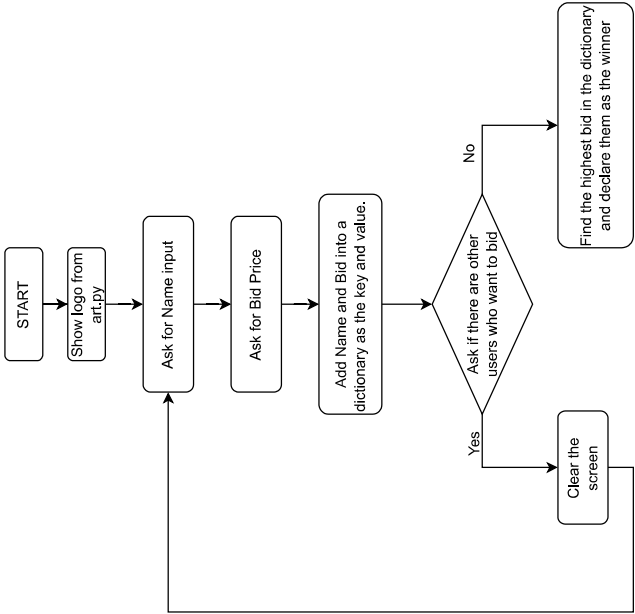 START
Show logo from
art.py
Ask for Name input
Ask for Bid Price
Add Name and Bid into a
dictionary as the key and value.
Ask if there are other
users who want to bid
Yes
No
Clear the
screen
Find the highest bid in the dictionary
and declare them as the winner